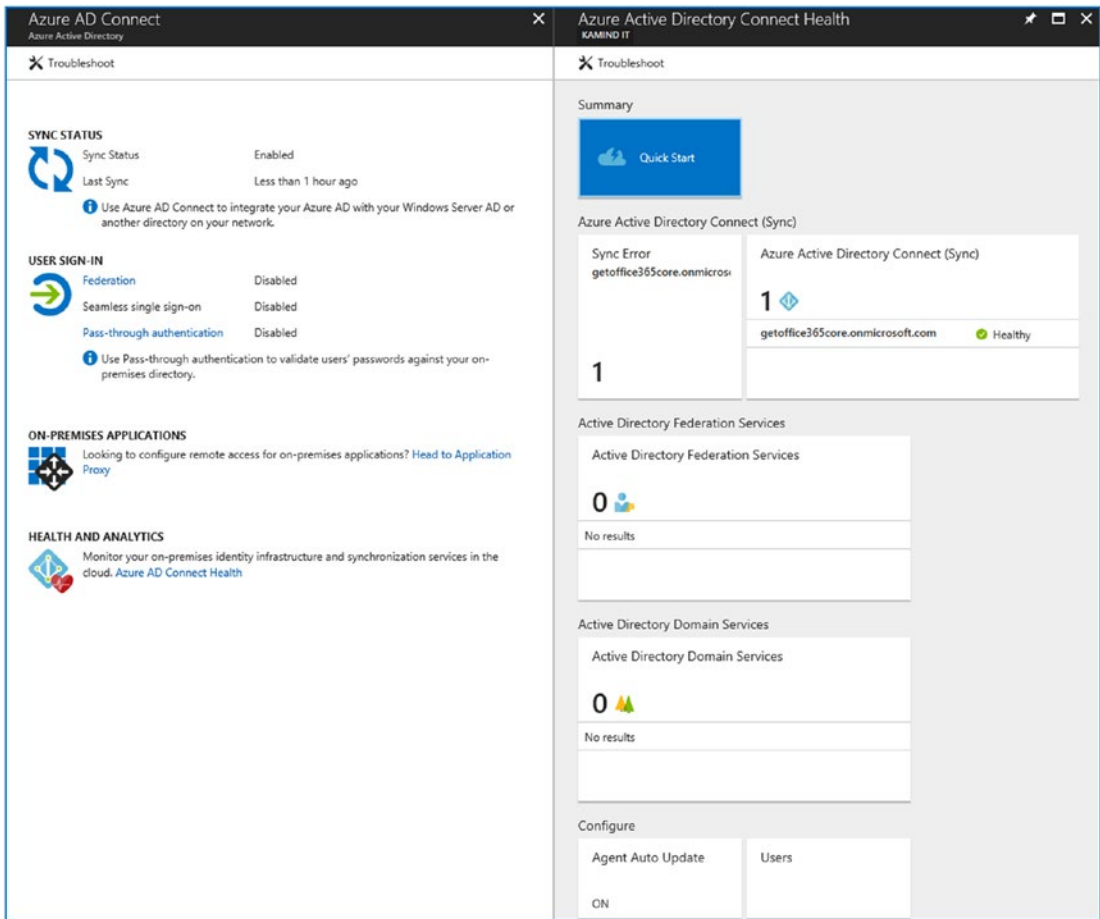 Azure AD Connect
Azure Active Directory
Troubleshoot
SYNC STATUS
Sync Status Enabled
Last Sync Less than 1 hour ago
Use Azure AD Connect to integrate your Azure AD with your Windows Server AD or
another directory on your network.
USER SIGN-IN
Federation Disabled
Seamless single sign-on Disabled
Pass-through authentication Disabled
Use Pass-through authentication to validate users' passwords against your on-
premises directory.
ON-PREMISES APPLICATIONS
Looking to configure remote access for on-premises applications? Head to Application
Proxy
HEALTH AND ANALYTICS
Monitor your on-premises identity infrastructure and synchronization services in the
cloud. Azure AD Connect Health
Azure Active Directory Connect Health
KAMIND IT
Troubleshoot
Summary
Quick Start
Azure Active Directory Connect (Sync)
Sync Error
getoffice365core.onmicros
1
Azure Active Directory Connect (Sync)
1
getoffice365core.onmicrosoft.com Healthy
Active Directory Federation Services
Active Directory Federation Services
0
No results
Active Directory Domain Services
Active Directory Domain Services
0
No results
Configure
Agent Auto Update
ON
Users